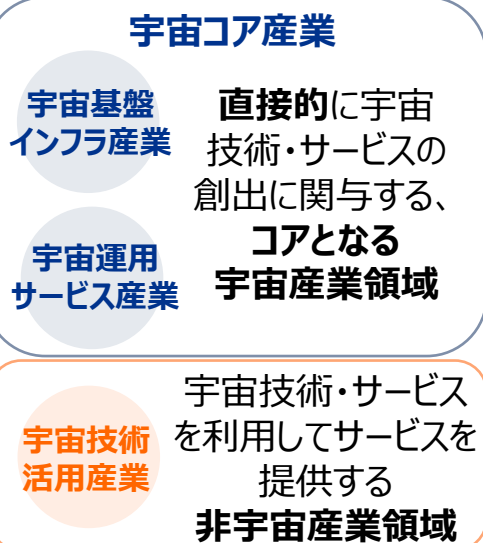 宇宙コア産業
宇宙基盤
インフラ産業
直接的に宇宙
技術・サービスの
創出に関与する、
コアとなる
宇宙産業領域
宇宙運用
サービス産業
宇宙技術
活用産業
宇宙技術・サービス
を利用してサービスを
提供する
非宇宙産業領域